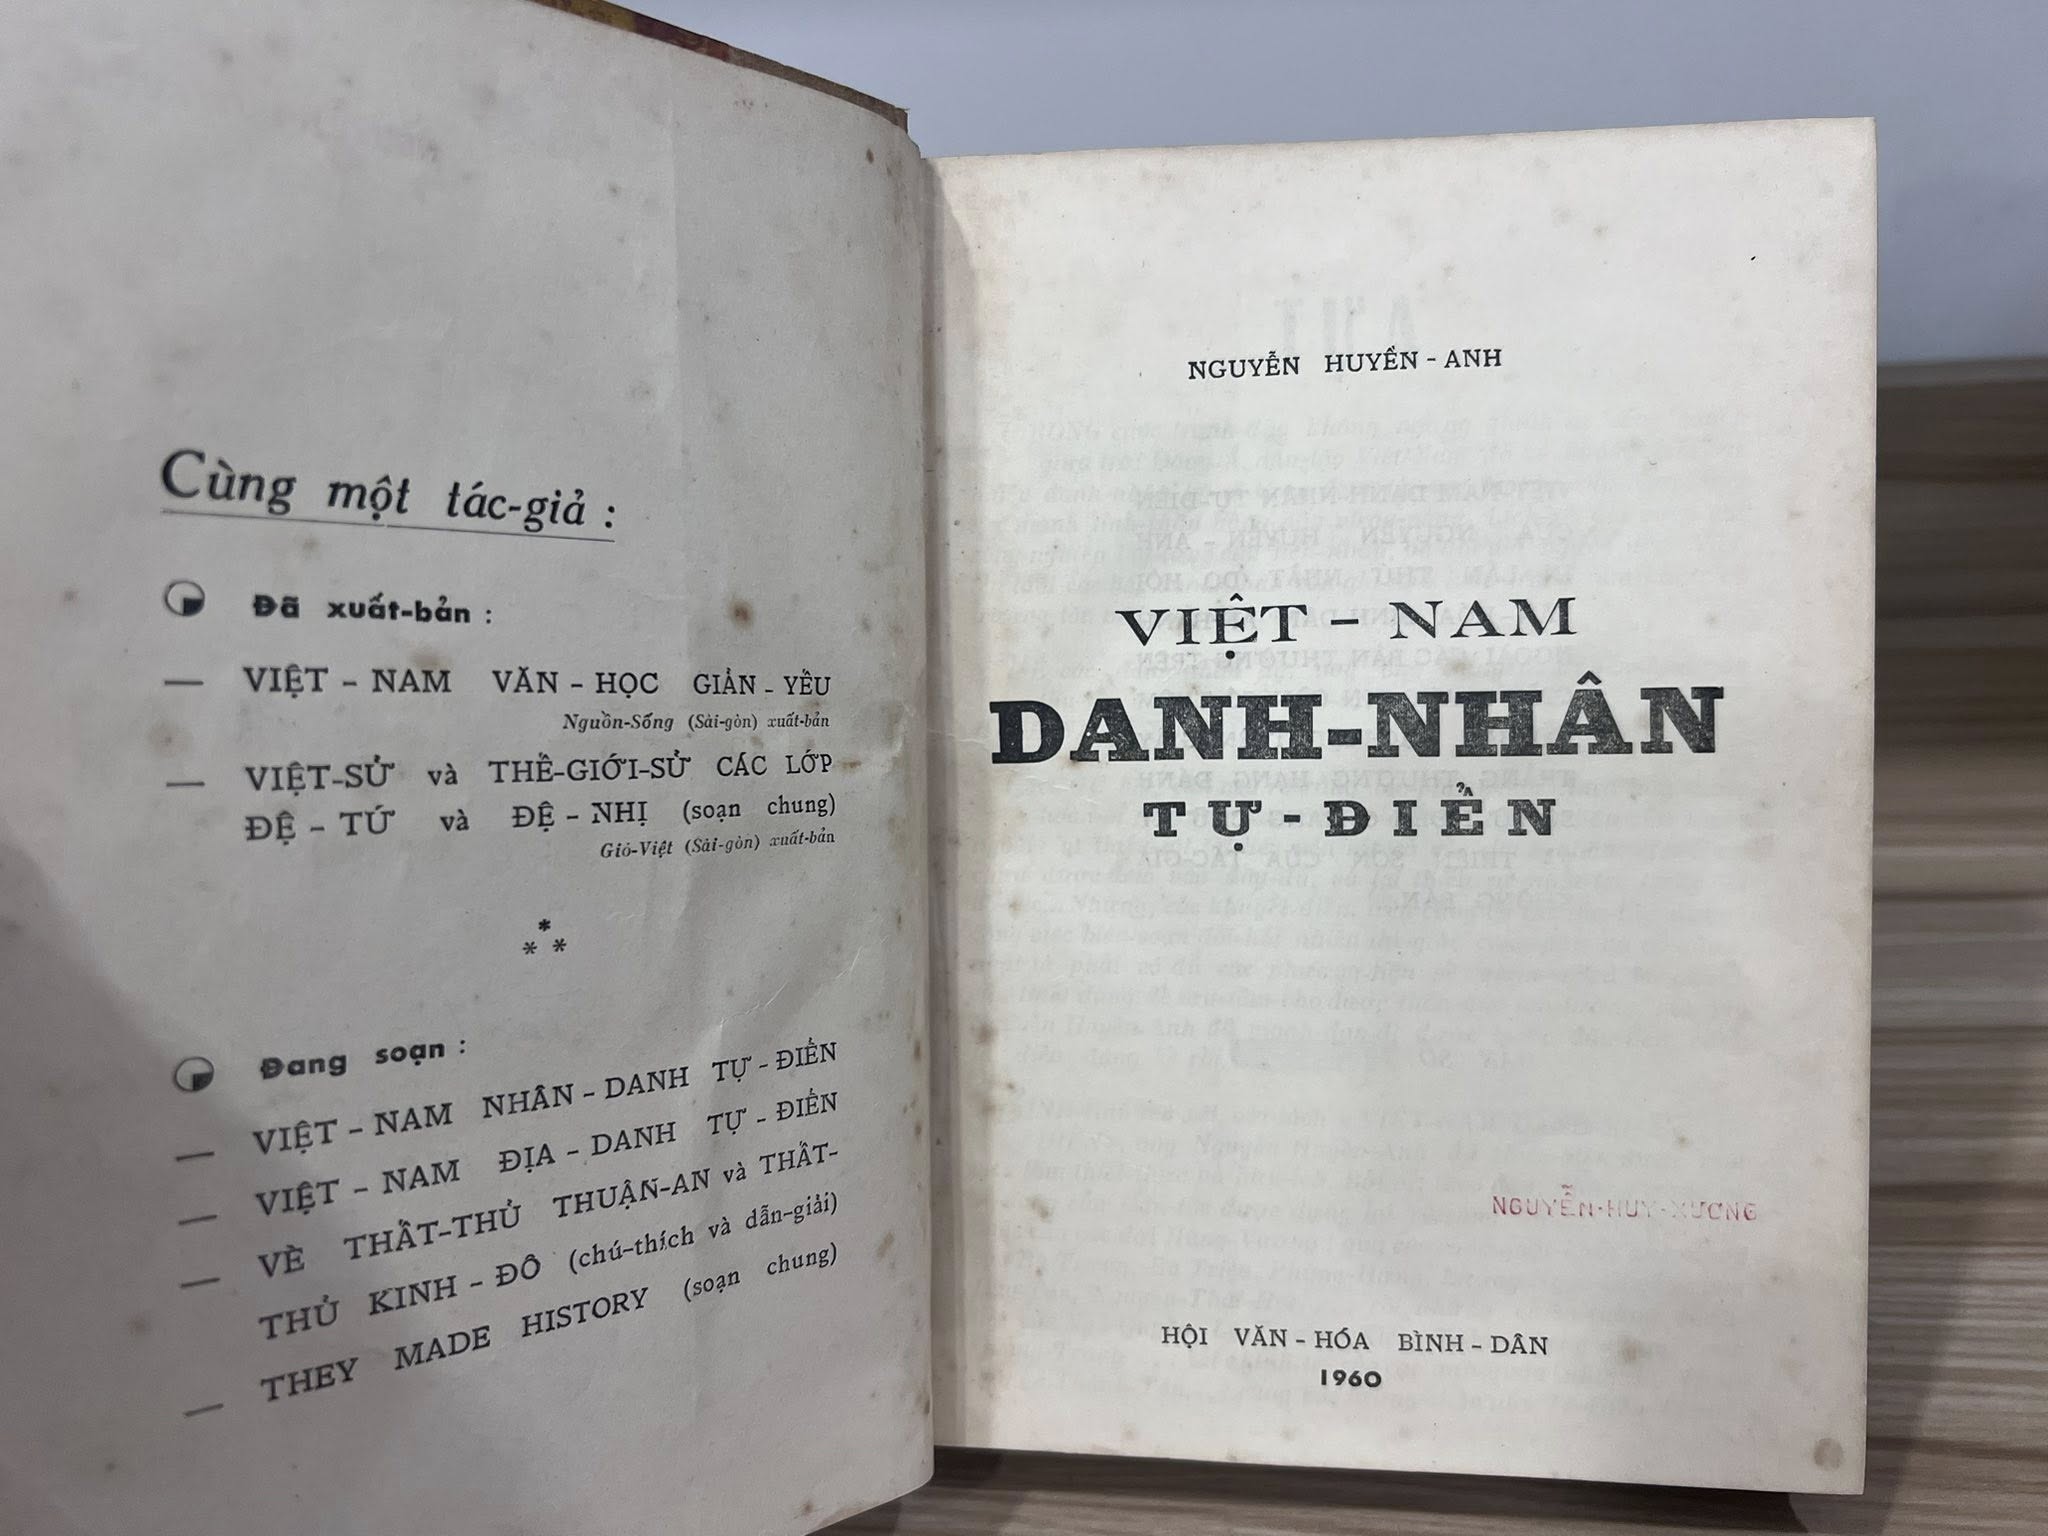 Cùng một tác-giả :
Đã xuất-bản :
— VIỆT - NAM VĂN - HỌC GIẢN - YẾU
Nguồn-Sống (Sài-gòn) xuất-bản
— VIỆT-SỬ và THẾ-GIỚI-SỬ CÁC LỚP
ĐỆ - TỨ và ĐỆ - NHỊ (soạn chung)
Gió-Việt (Sài-gòn) xuất-bản
*
* *
Đang soạn :
— VIỆT - NAM NHÂN - DANH TỰ - ĐIỂN
— VIỆT - NAM ĐỊA - DANH TỰ - ĐIỂN
— VÈ THẤT-THỦ THUẬN-AN và THẤT-
THỦ KINH - ĐÔ (chú-thích và dẫn-giải)
— THEY MADE HISTORY (soạn chung)
NGUYỄN HUYỀN - ANH
VIỆT - NAM
DANH-NHÂN
TỰ - ĐIỂN
NGUYỄN-HUY-XƯƠNG
HỘI VĂN - HÓA BÌNH - DÂN
1960